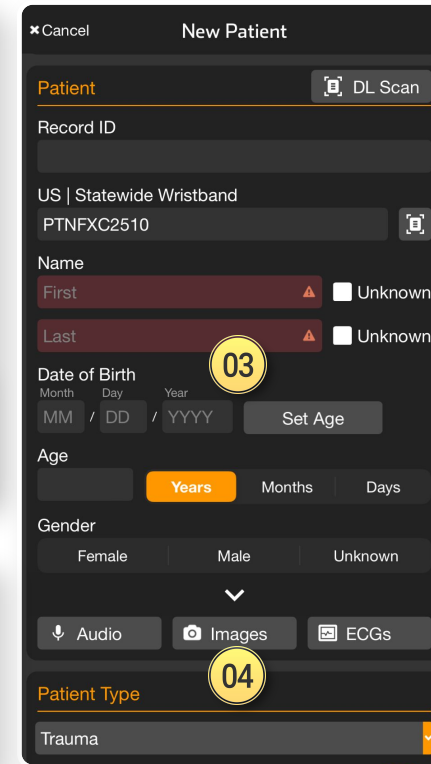 ✖Cancel New Patient
Patient DL Scan
Record ID
US | Statewide Wristband
PTNFXC2510
Name
First Unknown
Last Unknown
03
Date of Birth
Month Day Year
MM / DD / YYYY Set Age
Age
Years Months Days
Gender
Female Male Unknown
Audio Images ECGs
04
Patient Type
Trauma